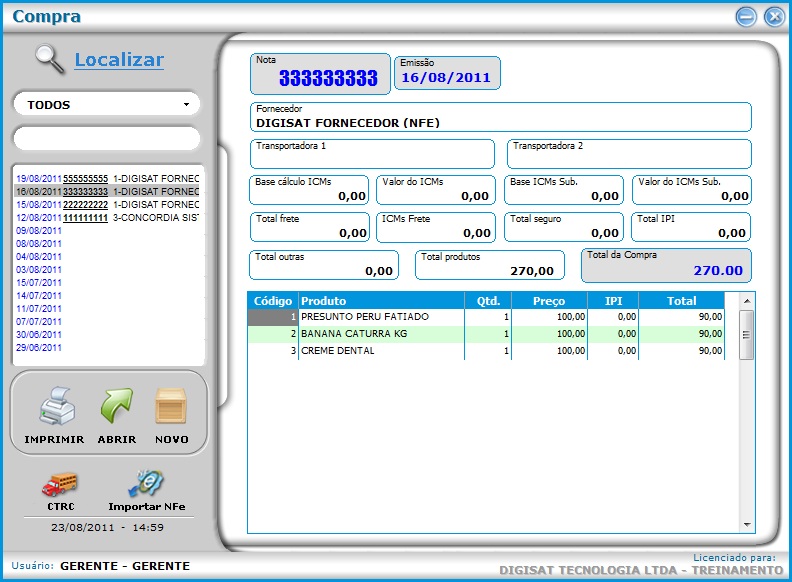 Compra
Localizar
TODOS
19/08/2011 555555555 1-DIGISAT FORNEC
16/08/2011 333333333 1-DIGISAT FORNEC
15/08/2011 222222222 1-DIGISAT FORNEC
12/08/2011 111111111 3-CONCORDIA SIST
09/08/2011
08/08/2011
04/08/2011
03/08/2011
15/07/2011
14/07/2011
11/07/2011
07/07/2011
30/06/2011
29/06/2011
IMPRIMIR ABRIR NOVO
CTRC Importar NFe
23/08/2011 - 14:59
Nota 333333333
Emissão 16/08/2011
Fornecedor
DIGISAT FORNECEDOR (NFE)
Transportadora 1 Transportadora 2
Base cálculo ICMs Valor do ICMs Base ICMs Sub. Valor do ICMs Sub.
0,00 0,00 0,00 0,00
Total frete ICMs Frete Total seguro Total IPI
0,00 0,00 0,00 0,00
Total outras Total produtos Total da Compra
0,00 270,00 270.00
Código Produto Qtd. Preço IPI Total
1 PRESUNTO PERU FATIADO 1 100,00 0,00 90,00
2 BANANA CATURRA KG 1 100,00 0,00 90,00
3 CREME DENTAL 1 100,00 0,00 90,00
Usuário: GERENTE - GERENTE
Licenciado para:
DIGISAT TECNOLOGIA LTDA - TREINAMENTO